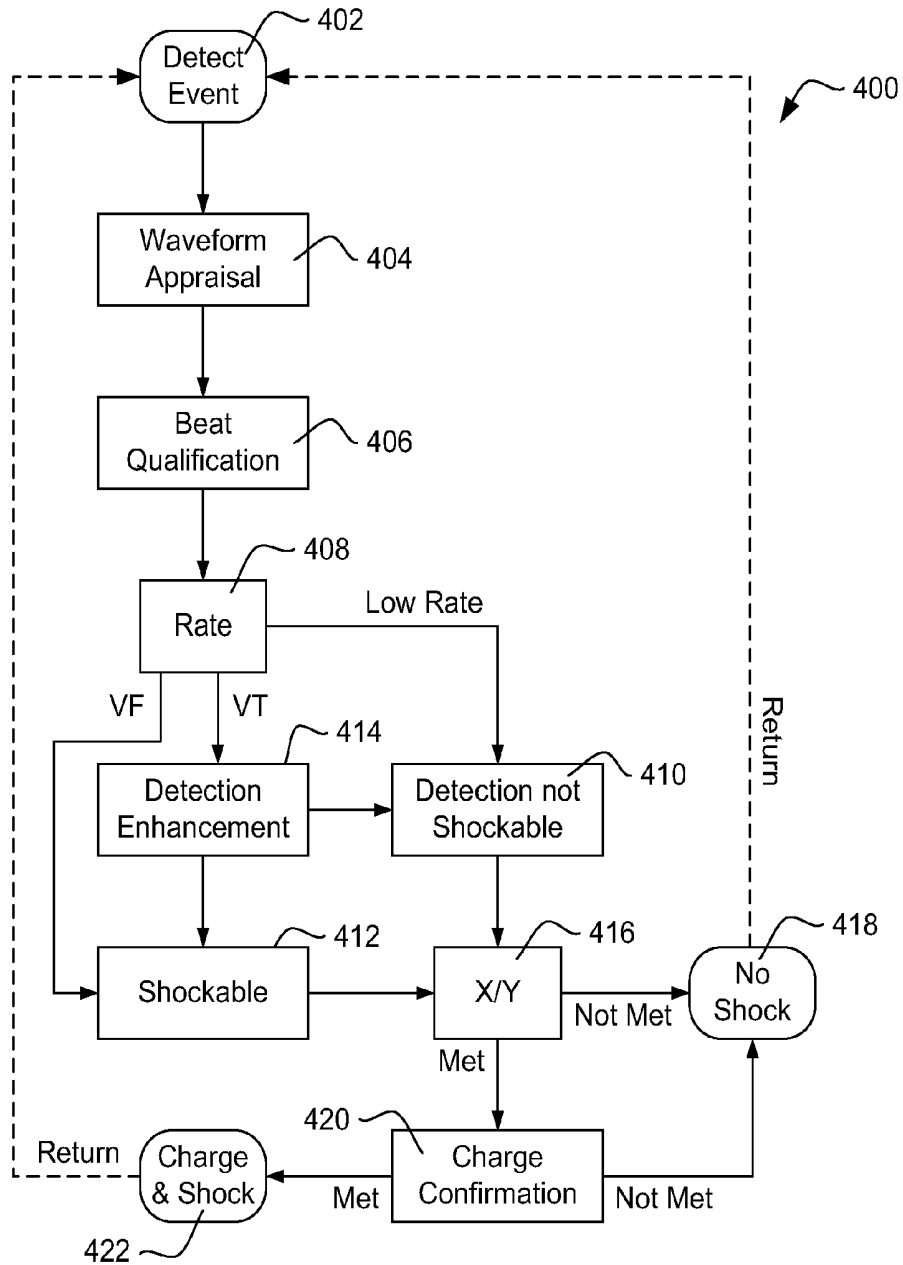 402
Detect
Event
400
Waveform
Appraisal
404
Beat
Qualification
406
408
Rate
Low Rate
VF
VT
414
Detection
Enhancement
410
Detection not
Shockable
Return
412
Shockable
416
X/Y
418
No
Shock
Not Met
Met
420
Charge
Confirmation
Return
Charge
& Shock
Met
Not Met
422